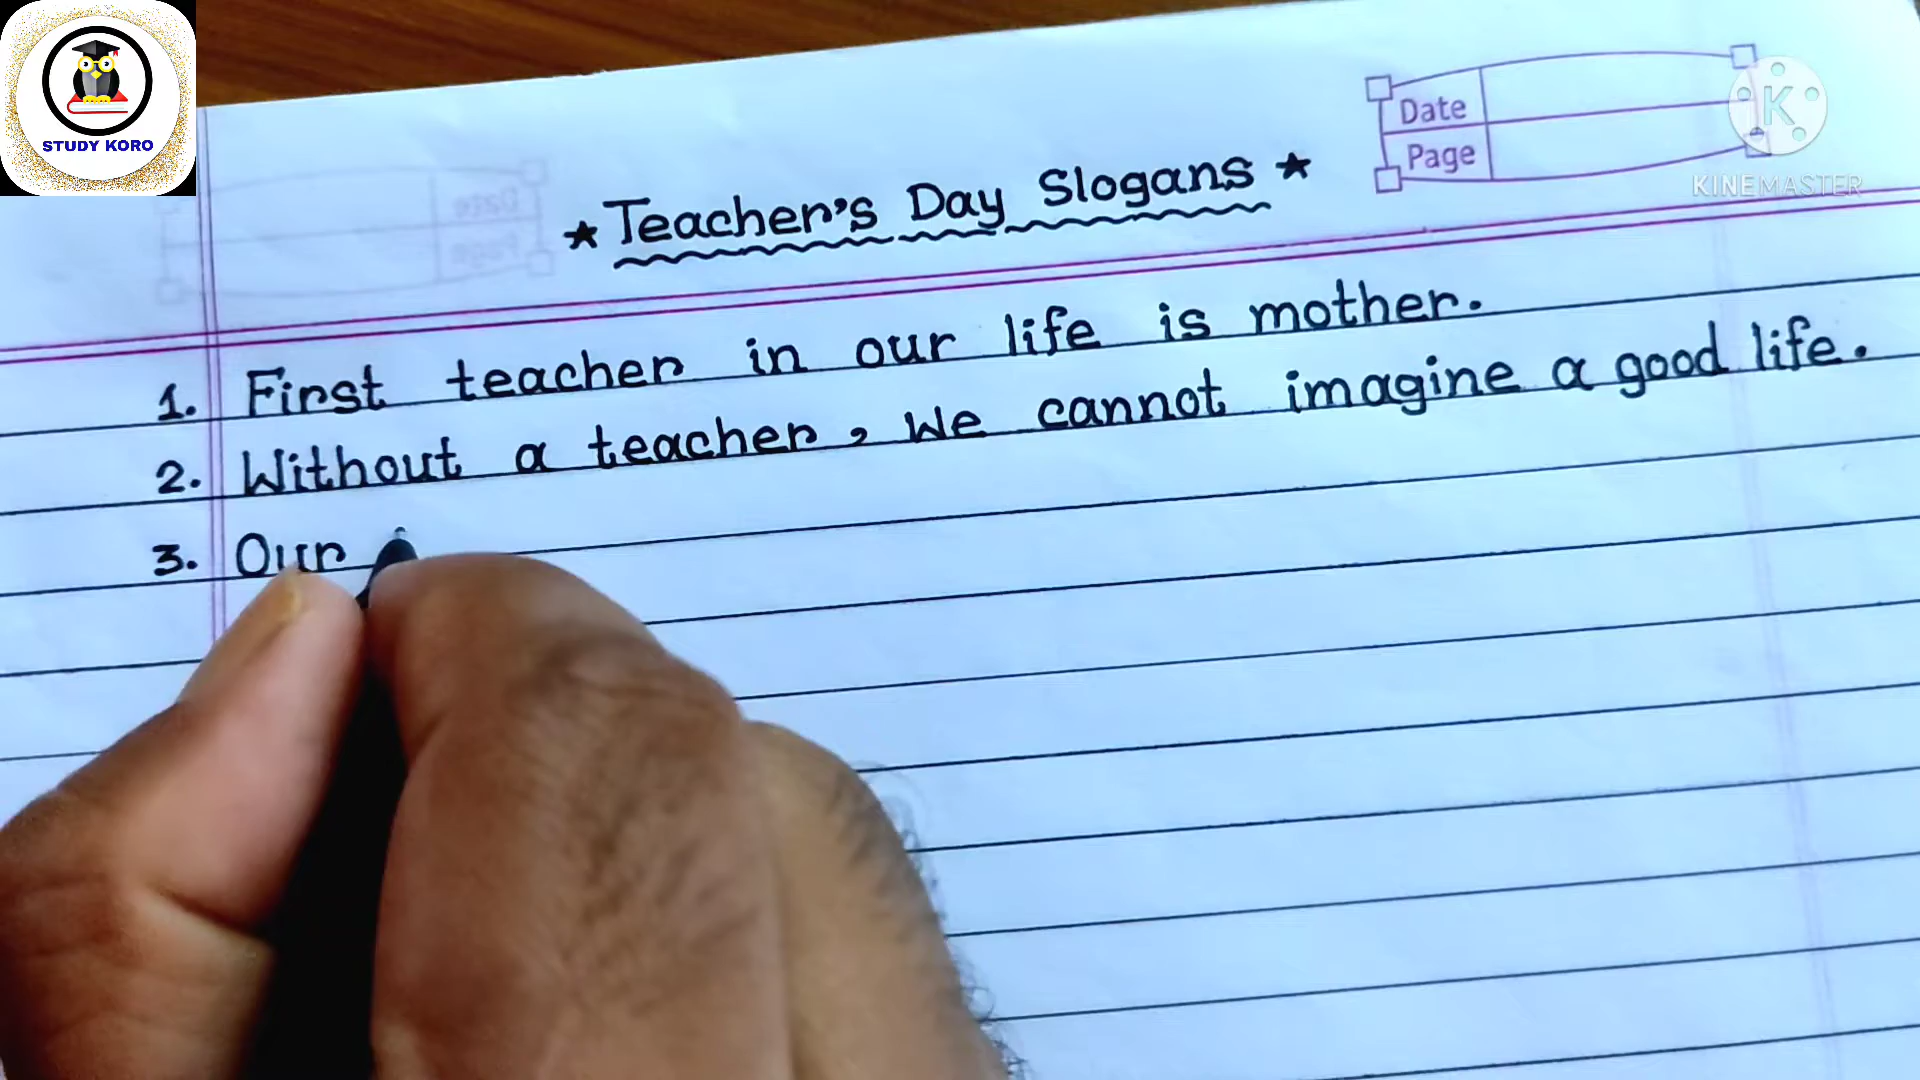 STUDY KORO
Date
Page
KINEMASTER
★ Teacher's Day Slogans ★
1. First teacher in our life is mother.
2. Without a teacher, We cannot imagine a good life.
3. Our